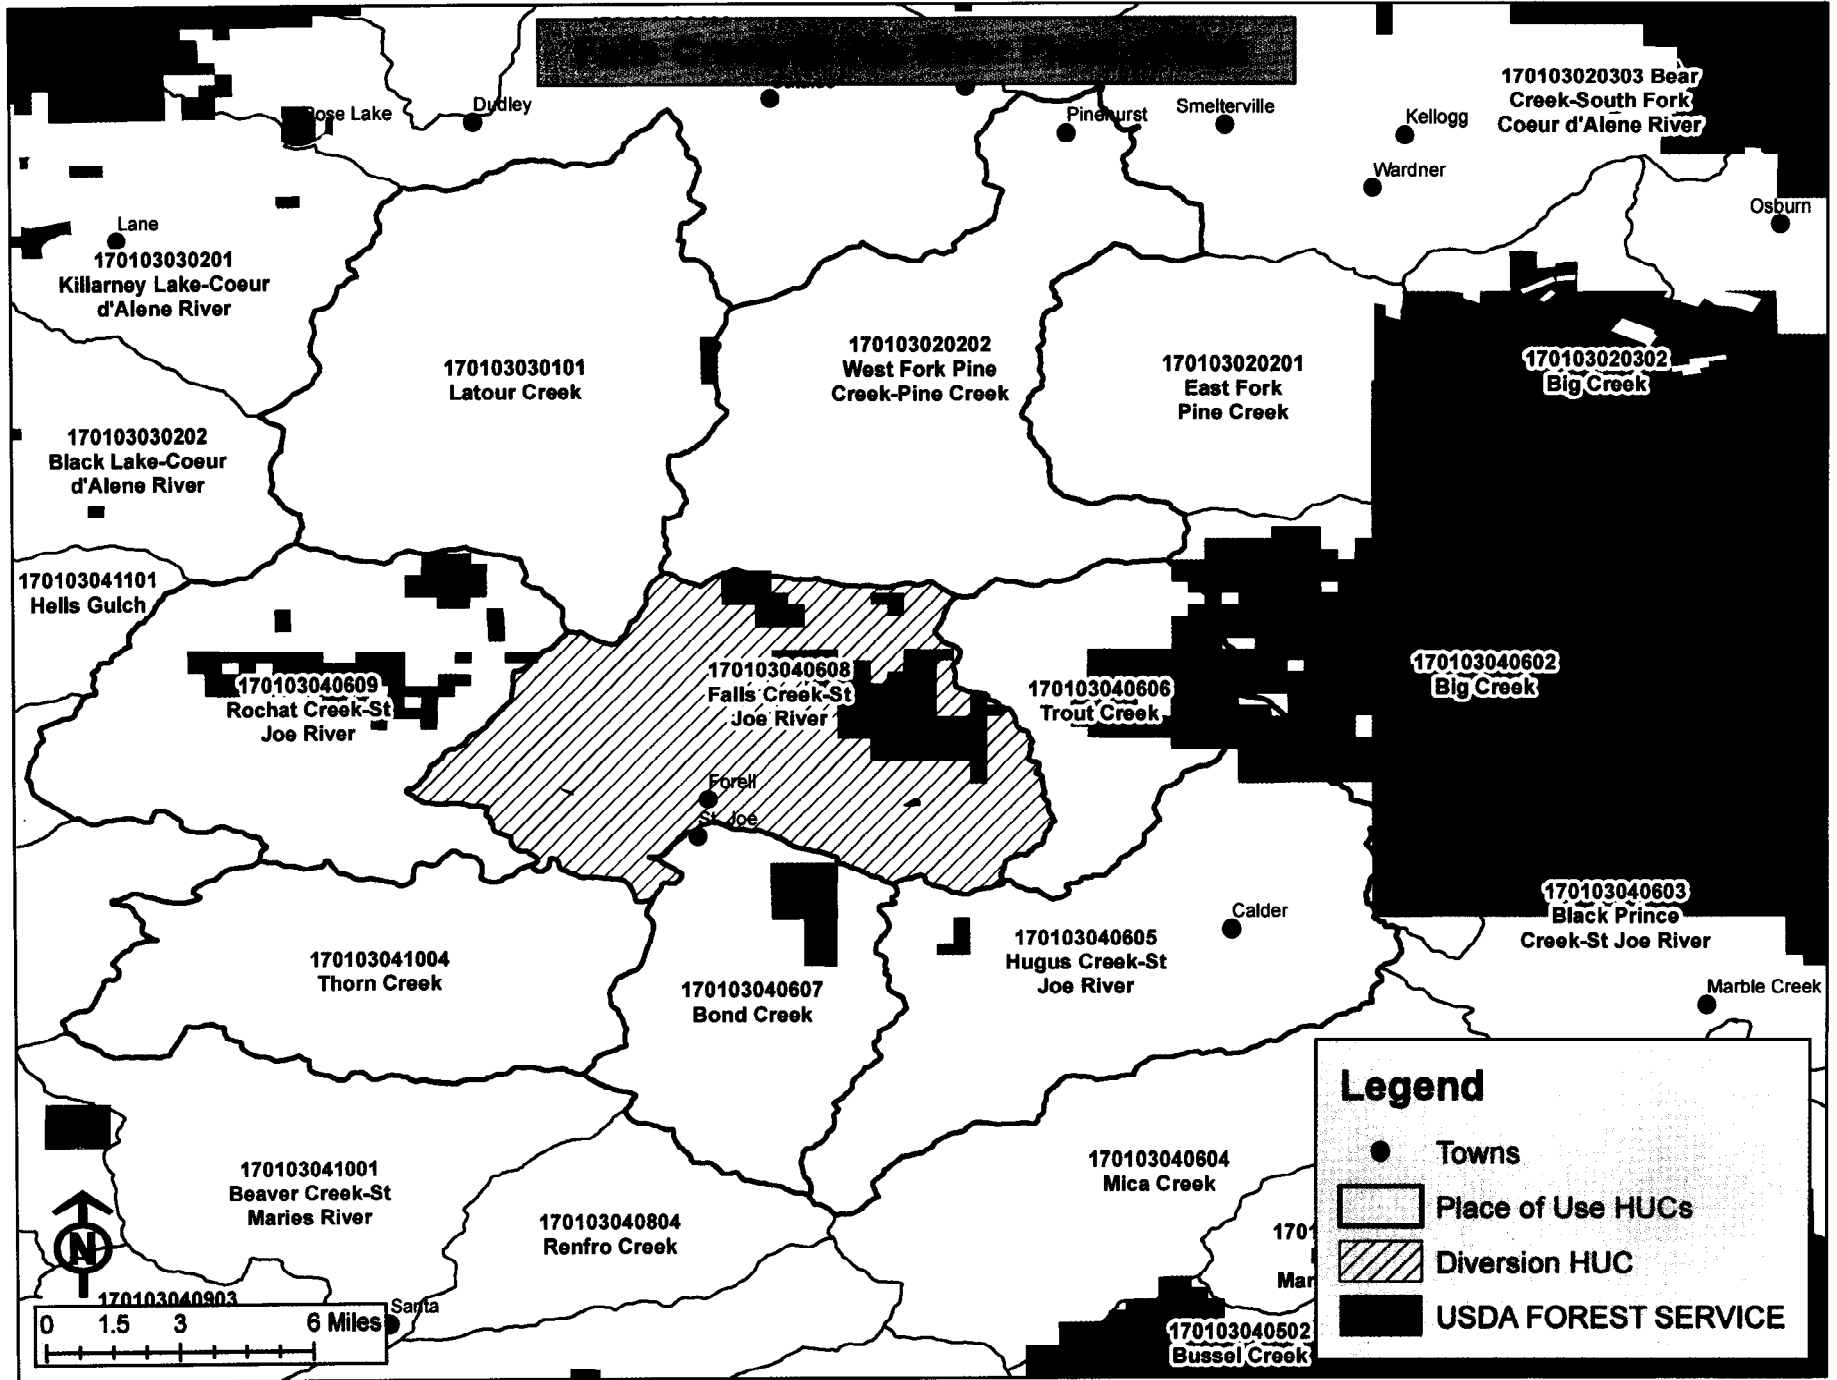 170103020303 Bear
Creek-South Fork
Coeur d'Alene River
Rose Lake
Dudley
Pinehurst
Smelterville
Kellogg
Wardner
Osburn
Lane
170103030201
Killarney Lake-Coeur
d'Alene River
170103030101
Latour Creek
170103020202
West Fork Pine
Creek-Pine Creek
170103020201
East Fork
Pine Creek
170103020302
Big Creek
170103030202
Black Lake-Coeur
d'Alene River
170103041101
Hells Gulch
170103040609
Rochat Creek-St
Joe River
170103040608
Falls Creek-St
Joe River
170103040606
Trout Creek
170103040602
Big Creek
Forell
St. Joe
170103040603
Black Prince
Creek-St Joe River
Calder
170103041004
Thorn Creek
170103040607
Bond Creek
170103040605
Hugus Creek-St
Joe River
Marble Creek
170103041001
Beaver Creek-St
Maries River
170103040804
Renfro Creek
170103040604
Mica Creek
1701
Mar
170103040903
Santa
170103040502
Bussel Creek
N
0 1.5 3 6 Miles
Legend
Towns
Place of Use HUCs
Diversion HUC
USDA FOREST SERVICE